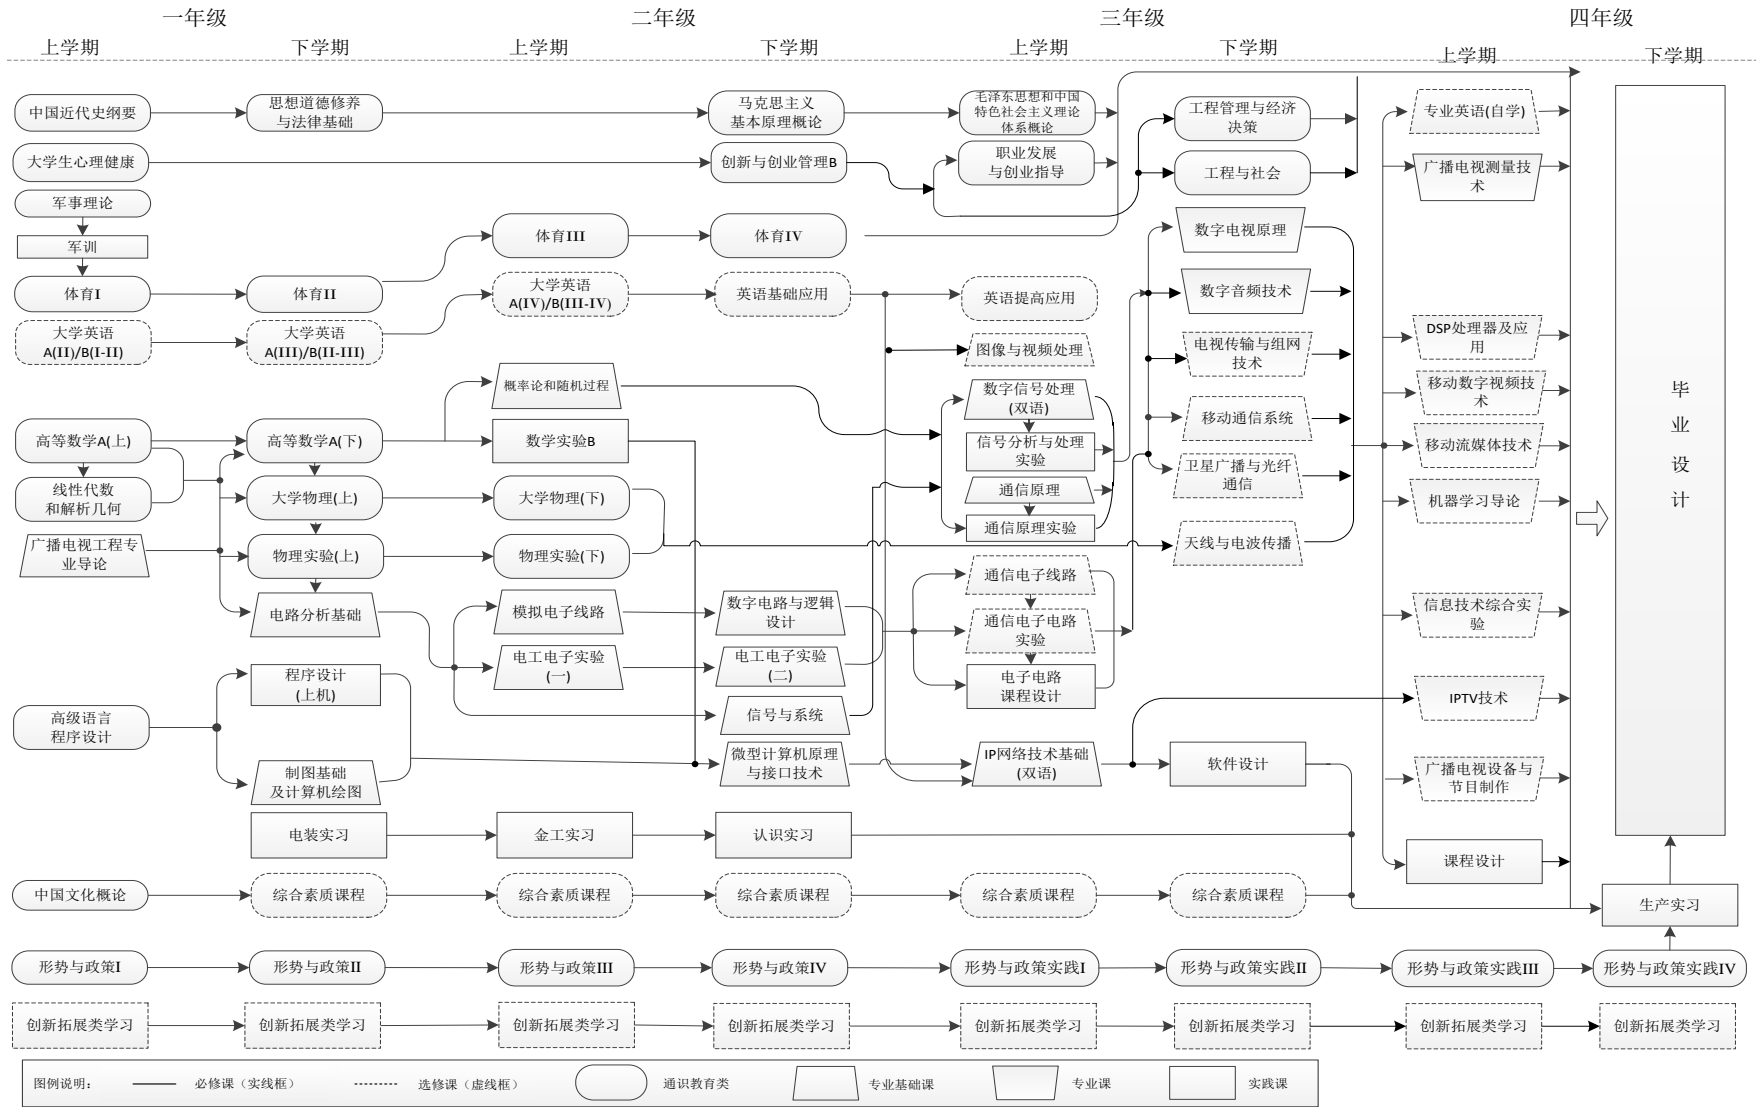 一年级
二年级
三年级
四年级
上学期
下学期
上学期
下学期
上学期
下学期
上学期
下学期
中国近代史纲要
思想道德修养
与法律基础
马克思主义
基本原理概论
毛泽东思想和中国
特色社会主义理论
体系概论
工程管理与经济
决策
专业英语(自学)
大学生心理健康
创新与创业管理B
职业发展
与创业指导
工程与社会
广播电视测量技
术
军事理论
军训
体育III
体育IV
数字电视原理
体育I
体育II
大学英语
A(IV)/B(III-IV)
英语基础应用
英语提高应用
数字音频技术
大学英语
A(II)/B(I-II)
大学英语
A(III)/B(II-III)
图像与视频处理
电视传输与组网
技术
DSP处理器及应
用
概率论和随机过程
数字信号处理
(双语)
移动通信系统
移动数字视频技
术
高等数学A(上)
高等数学A(下)
数学实验B
信号分析与处理
实验
移动流媒体技术
线性代数
和解析几何
大学物理(上)
大学物理(下)
通信原理
卫星广播与光纤
通信
机器学习导论
通信原理实验
广播电视工程专
业导论
物理实验(上)
物理实验(下)
天线与电波传播
电路分析基础
模拟电子线路
数字电路与逻辑
设计
通信电子线路
通信电子电路
实验
信息技术综合实
验
电工电子实验
(一)
电工电子实验
(二)
电子电路
课程设计
程序设计
(上机)
IPTV技术
高级语言
程序设计
信号与系统
制图基础
及计算机绘图
微型计算机原理
与接口技术
IP网络技术基础
(双语)
软件设计
广播电视设备与
节目制作
电装实习
金工实习
认识实习
课程设计
毕
业
设
计
中国文化概论
综合素质课程
综合素质课程
综合素质课程
综合素质课程
综合素质课程
生产实习
形势与政策I
形势与政策II
形势与政策III
形势与政策IV
形势与政策实践I
形势与政策实践II
形势与政策实践III
形势与政策实践IV
创新拓展类学习
创新拓展类学习
创新拓展类学习
创新拓展类学习
创新拓展类学习
创新拓展类学习
创新拓展类学习
创新拓展类学习
图例说明：
必修课（实线框）
选修课（虚线框）
通识教育类
专业基础课
专业课
实践课